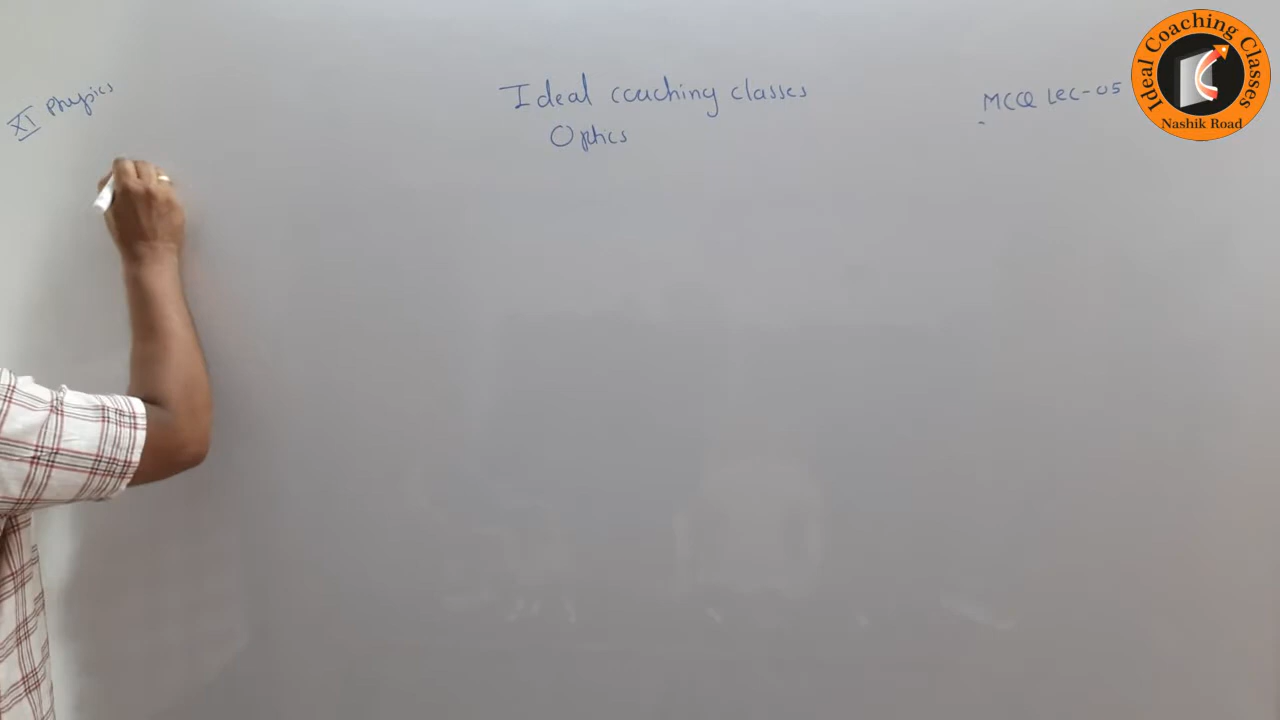 XI Physics
Ideal coaching classes
Optics
MCQ Lec-05
Ideal Coaching Classes
Nashik Road